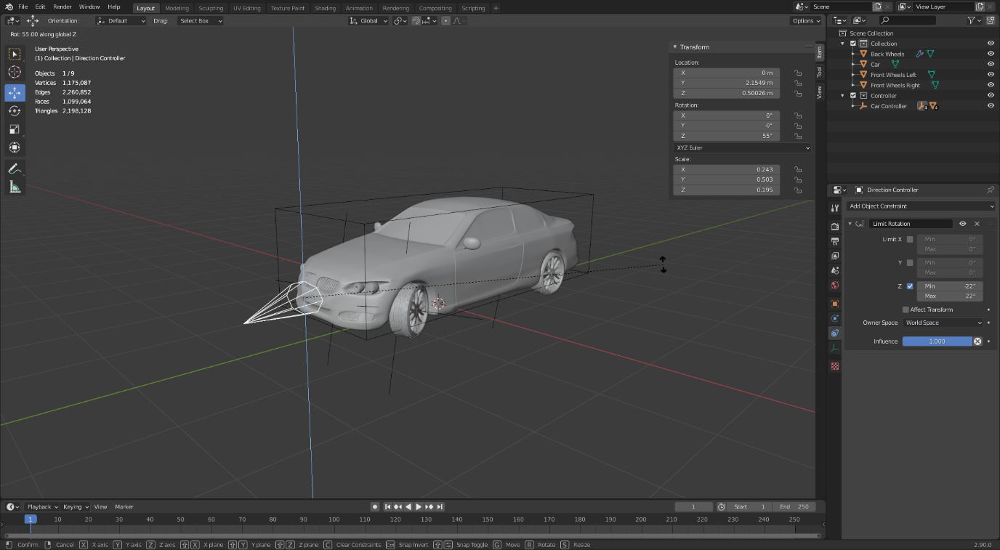 File Edit Render Window Help Layout Modeling Sculpting UV Editing Texture Paint Shading Animation Rendering Compositing Scripting + Scene View Layer
Orientation: Default Drag: Select Box Global Options
Rot: 55.00 along global Z
User Perspective
(1) Collection | Direction Controller
Objects 1/9
Vertices 1,175,087
Edges 2,260,852
Faces 1,099,064
Triangles 2,198,128
Transform
Location:
X 0 m
Y 2.1549 m
Z 0.50026 m
Rotation:
X 0°
Y -0°
Z 55°
XYZ Euler
Scale:
X 0.243
Y 0.503
Z 0.195
Item
Tool
View
Scene Collection
Collection
Back Wheels
Car
Front Wheels Left
Front Wheels Right
Controller
Car Controller 4 4
Direction Controller
Add Object Constraint
Limit Rotation
Limit X Min 0°
Max 0°
Y Min 0°
Max 0°
Z Min -22°
Max 22°
Affect Transform
Owner Space World Space
Influence 1.000
Playback Keying View Marker 1 Start 1 End 250
1 10 20 30 40 50 60 70 80 90 100 110 120 130 140 150 160 170 180 190 200 210 220 230 240 250
Confirm Cancel X X axis Y Y axis Z Z axis X X plane Y Y plane Z Z plane C Clear Constraints Ctrl Snap Invert Snap Toggle G Move R Rotate S Resize 2.90.0